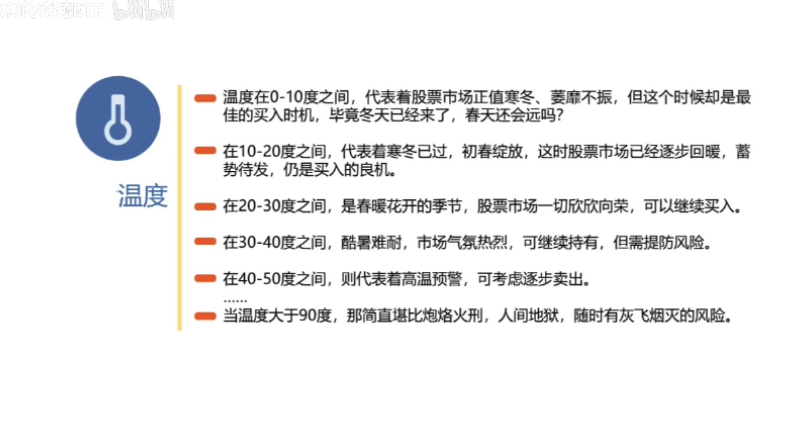 温度在0-10度之间，代表着股票市场正值寒冬、萎靡不振，但这个时候却是最
佳的买入时机，毕竟冬天已经来了，春天还会远吗？
在10-20度之间，代表着寒冬已过，初春绽放，这时股票市场已经逐步回暖，蓄
势待发，仍是买入的良机。
温度
在20-30度之间，是春暖花开的季节，股票市场一切欣欣向荣，可以继续买入。
在30-40度之间，酷暑难耐，市场气氛热烈，可继续持有，但需提防风险。
在40-50度之间，则代表着高温预警，可考虑逐步卖出。
......
当温度大于90度，那简直堪比炮烙火刑，人间地狱，随时有灰飞烟灭的风险。